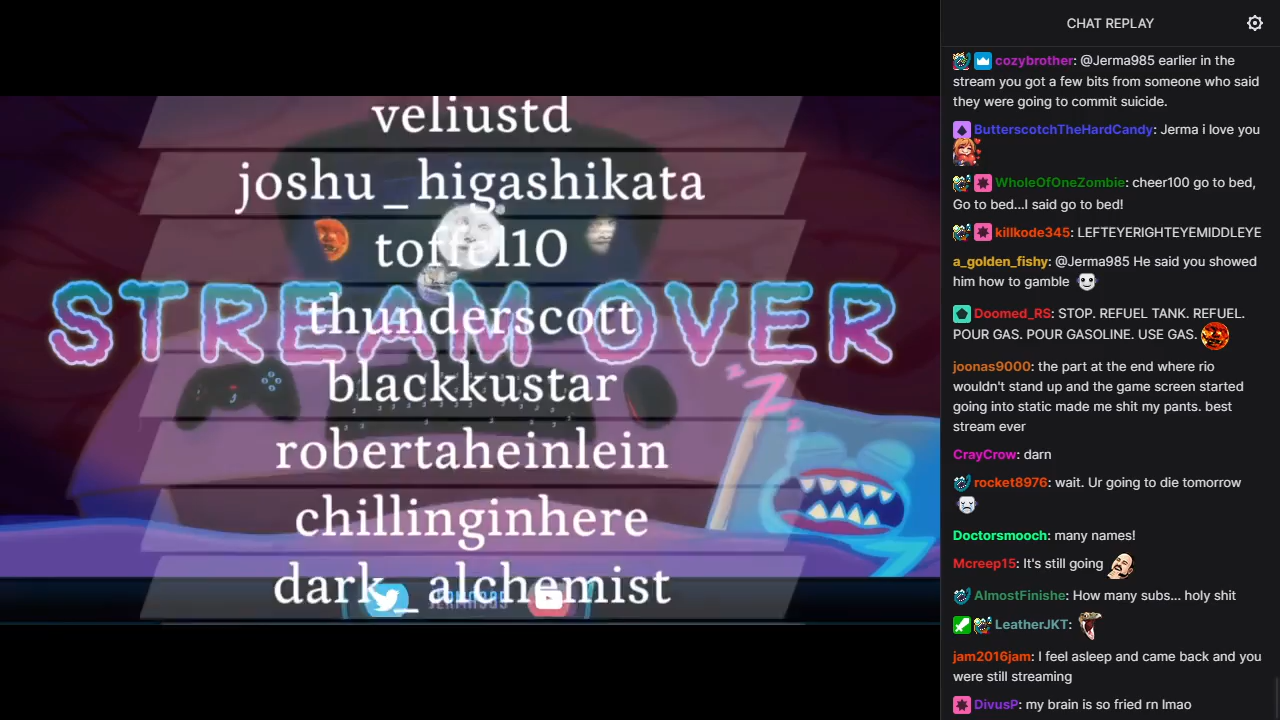 veliustd
joshu_higashikata
toffel10
STREAM OVER
thunderscott
blackkustar
robertaheinlein
chillinginhere
dark_alchemist
JERMA985
CHAT REPLAY
cozybrother: @Jerma985 earlier in the
stream you got a few bits from someone who said
they were going to commit suicide.
ButterscotchTheHardCandy: Jerma i love you
WholeOfOneZombie: cheer100 go to bed,
Go to bed...I said go to bed!
killkode345: LEFTEYERIGHTEYEMIDDLEYE
a_golden_fishy: @Jerma985 He said you showed
him how to gamble
Doomed_RS: STOP. REFUEL TANK. REFUEL.
POUR GAS. POUR GASOLINE. USE GAS.
joonas9000: the part at the end where rio
wouldn't stand up and the game screen started
going into static made me shit my pants. best
stream ever
CrayCrow: darn
rocket8976: wait. Ur going to die tomorrow
Doctorsmooch: many names!
Mcreep15: It's still going
AlmostFinishe: How many subs... holy shit
LeatherJKT:
jam2016jam: I feel asleep and came back and you
were still streaming
DivusP: my brain is so fried rn lmao